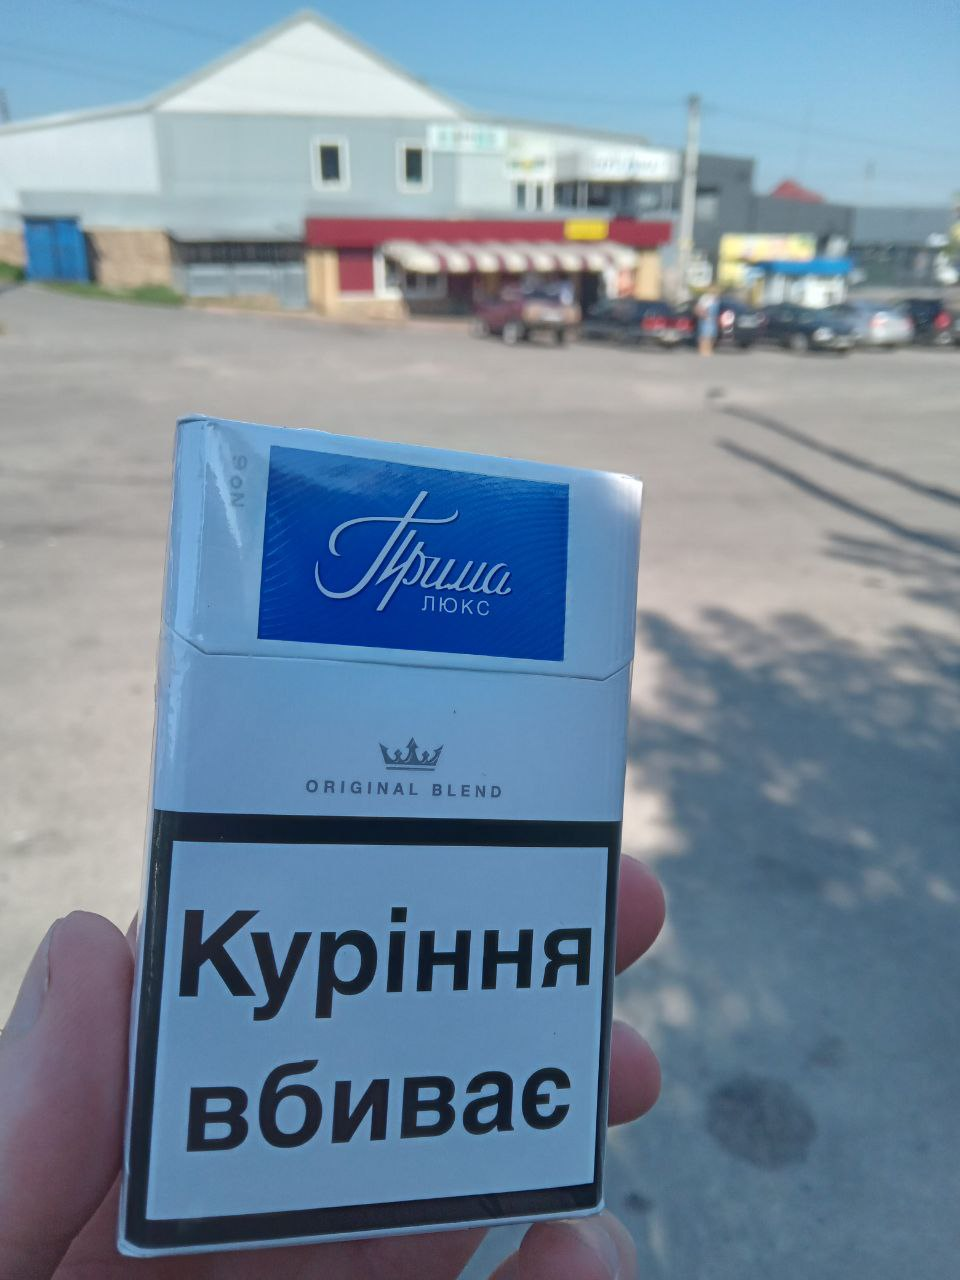 №6
Прима
ЛЮКС
ORIGINAL BLEND
Куріння
вбиває